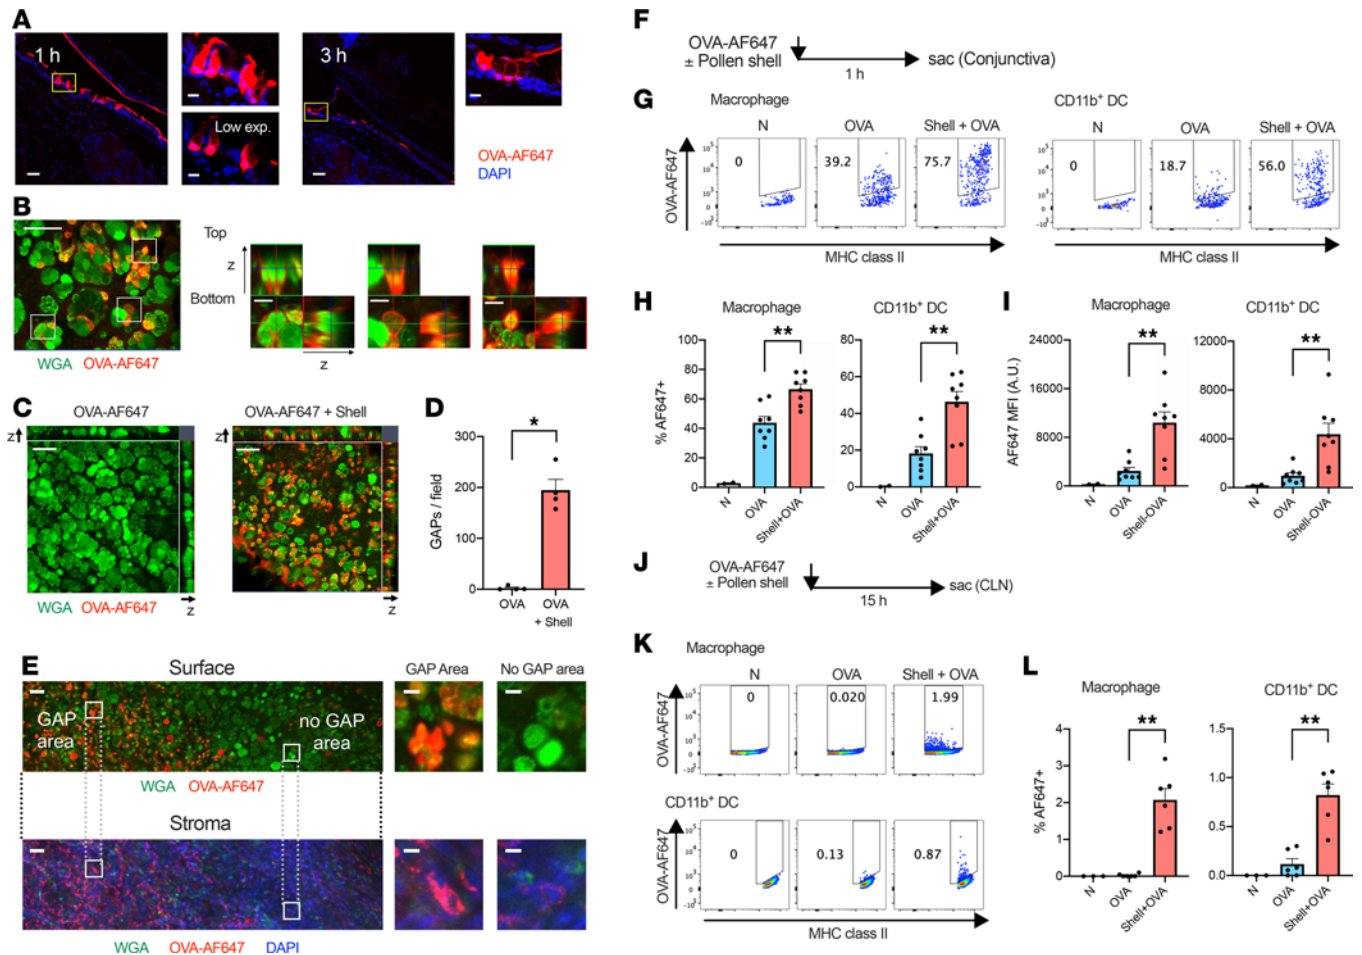 A
1 h
Low exp.
3 h
OVA-AF647
DAPI
B
Top
z
Bottom
z
WGA OVA-AF647
C
OVA-AF647
OVA-AF647 + Shell
z
z
z
z
WGA OVA-AF647
D
*
GAPs / field
300
200
100
0
OVA
OVA
+ Shell
E
Surface
GAP
area
no GAP
area
GAP Area
No GAP area
WGA OVA-AF647
Stroma
WGA OVA-AF647 DAPI
F
OVA-AF647
± Pollen shell
1 h
sac (Conjunctiva)
G
Macrophage
N
OVA
Shell + OVA
0
39.2
75.7
OVA-AF647
MHC class II
CD11b⁺ DC
N
OVA
Shell + OVA
0
18.7
56.0
MHC class II
H
Macrophage
**
% AF647+
100
80
60
40
20
0
N
OVA
Shell+OVA
CD11b⁺ DC
**
80
60
40
20
0
N
OVA
Shell+OVA
I
Macrophage
**
AF647 MFI (A.U.)
24000
16000
8000
0
N
OVA
Shell-OVA
CD11b⁺ DC
**
12000
8000
4000
0
N
OVA
Shell-OVA
J
OVA-AF647
± Pollen shell
15 h
sac (CLN)
K
Macrophage
N
OVA
Shell + OVA
0
0.020
1.99
OVA-AF647
CD11b⁺ DC
0
0.13
0.87
OVA-AF647
MHC class II
L
Macrophage
**
% AF647+
4
3
2
1
0
N
OVA
Shell+OVA
CD11b⁺ DC
**
1.5
1.0
0.5
0.0
N
OVA
Shell+OVA